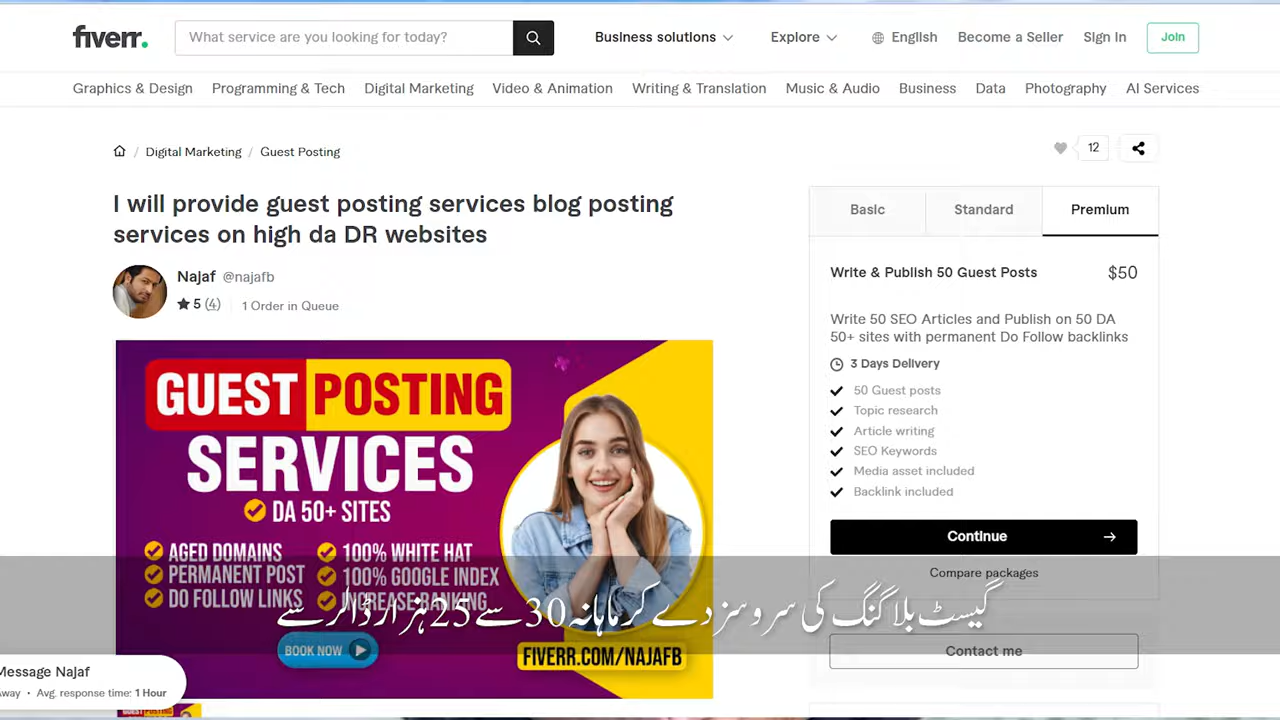 fiverr.
What service are you looking for today?
Business solutions
Explore
English
Become a Seller
Sign In
Join
Graphics & Design
Programming & Tech
Digital Marketing
Video & Animation
Writing & Translation
Music & Audio
Business
Data
Photography
AI Services
Digital Marketing / Guest Posting
12
I will provide guest posting services blog posting
services on high da DR websites
Najaf @najafb
5 (4) 1 Order in Queue
GUEST POSTING
SERVICES
DA 50+ SITES
AGED DOMAINS
100% WHITE HAT
PERMANENT POST
100% GOOGLE INDEX
DO FOLLOW LINKS
INCREASE RANKING
BOOK NOW
FIVERR.COM/NAJAFB
Basic
Standard
Premium
Write & Publish 50 Guest Posts $50
Write 50 SEO Articles and Publish on 50 DA
50+ sites with permanent Do Follow backlinks
3 Days Delivery
50 Guest posts
Topic research
Article writing
SEO Keywords
Media asset included
Backlink included
Continue
Compare packages
Contact me
گیسٹ بلاگنگ کی سروسز دے کر ماہانہ 30 سے 25 ہزار ڈالر سے
Message Najaf
Away • Avg. response time: 1 Hour